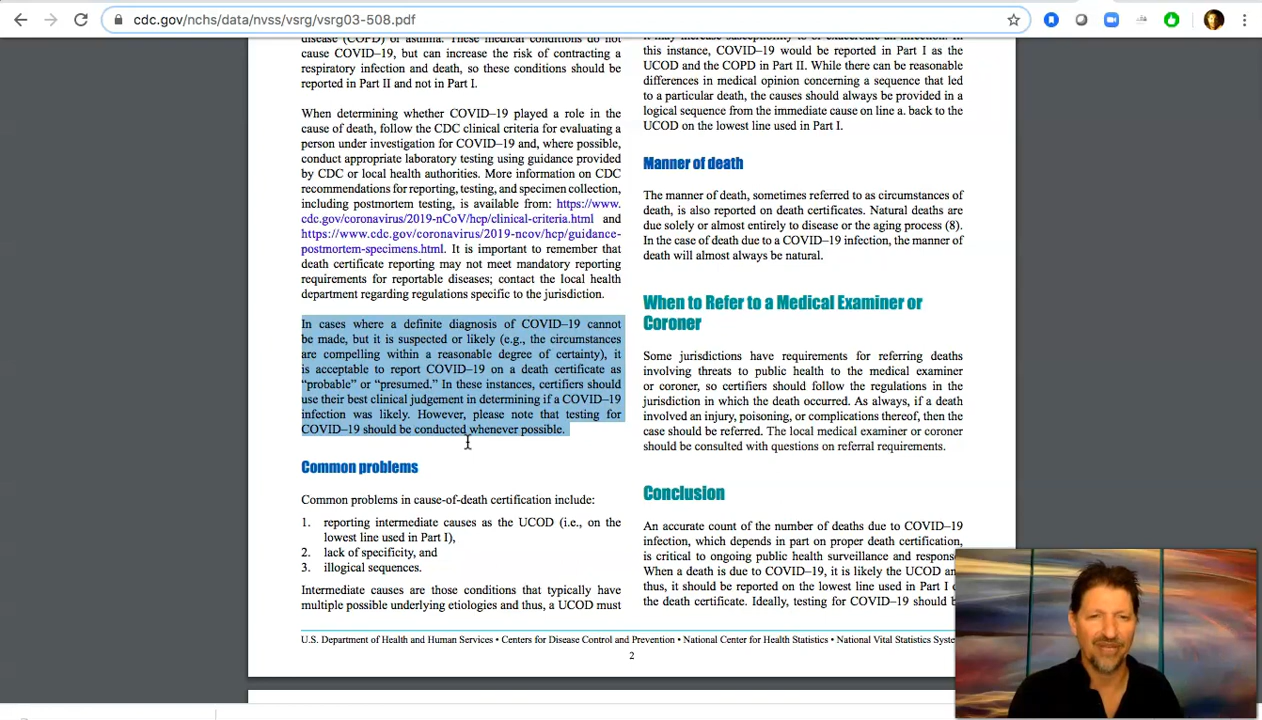 cdc.gov/nchs/data/nvss/vsrg/vsrg03-508.pdf
disease (COPD) or asthma. These medical conditions do not
cause COVID–19, but can increase the risk of contracting a
respiratory infection and death, so these conditions should be
reported in Part II and not in Part I.
When determining whether COVID–19 played a role in the
cause of death, follow the CDC clinical criteria for evaluating a
person under investigation for COVID–19 and, where possible,
conduct appropriate laboratory testing using guidance provided
by CDC or local health authorities. More information on CDC
recommendations for reporting, testing, and specimen collection,
including postmortem testing, is available from: https://www.
cdc.gov/coronavirus/2019-nCoV/hcp/clinical-criteria.html and
https://www.cdc.gov/coronavirus/2019-ncov/hcp/guidance-
postmortem-specimens.html. It is important to remember that
death certificate reporting may not meet mandatory reporting
requirements for reportable diseases; contact the local health
department regarding regulations specific to the jurisdiction.
In cases where a definite diagnosis of COVID–19 cannot
be made, but it is suspected or likely (e.g., the circumstances
are compelling within a reasonable degree of certainty), it
is acceptable to report COVID–19 on a death certificate as
“probable” or “presumed.” In these instances, certifiers should
use their best clinical judgement in determining if a COVID–19
infection was likely. However, please note that testing for
COVID–19 should be conducted whenever possible.
Common problems
Common problems in cause-of-death certification include:
1. reporting intermediate causes as the UCOD (i.e., on the
lowest line used in Part I),
2. lack of specificity, and
3. illogical sequences.
Intermediate causes are those conditions that typically have
multiple possible underlying etiologies and thus, a UCOD must
it may increase susceptibility to or exacerbate an infection. In
this instance, COVID–19 would be reported in Part I as the
UCOD and the COPD in Part II. While there can be reasonable
differences in medical opinion concerning a sequence that led
to a particular death, the causes should always be provided in a
logical sequence from the immediate cause on line a. back to the
UCOD on the lowest line used in Part I.
Manner of death
The manner of death, sometimes referred to as circumstances of
death, is also reported on death certificates. Natural deaths are
due solely or almost entirely to disease or the aging process (8).
In the case of death due to a COVID–19 infection, the manner of
death will almost always be natural.
When to Refer to a Medical Examiner or
Coroner
Some jurisdictions have requirements for referring deaths
involving threats to public health to the medical examiner
or coroner, so certifiers should follow the regulations in the
jurisdiction in which the death occurred. As always, if a death
involved an injury, poisoning, or complications thereof, then the
case should be referred. The local medical examiner or coroner
should be consulted with questions on referral requirements.
Conclusion
An accurate count of the number of deaths due to COVID–19
infection, which depends in part on proper death certification,
is critical to ongoing public health surveillance and respons
When a death is due to COVID–19, it is likely the UCOD an
thus, it should be reported on the lowest line used in Part I
the death certificate. Ideally, testing for COVID–19 should
U.S. Department of Health and Human Services • Centers for Disease Control and Prevention • National Center for Health Statistics • National Vital Statistics Syste
2